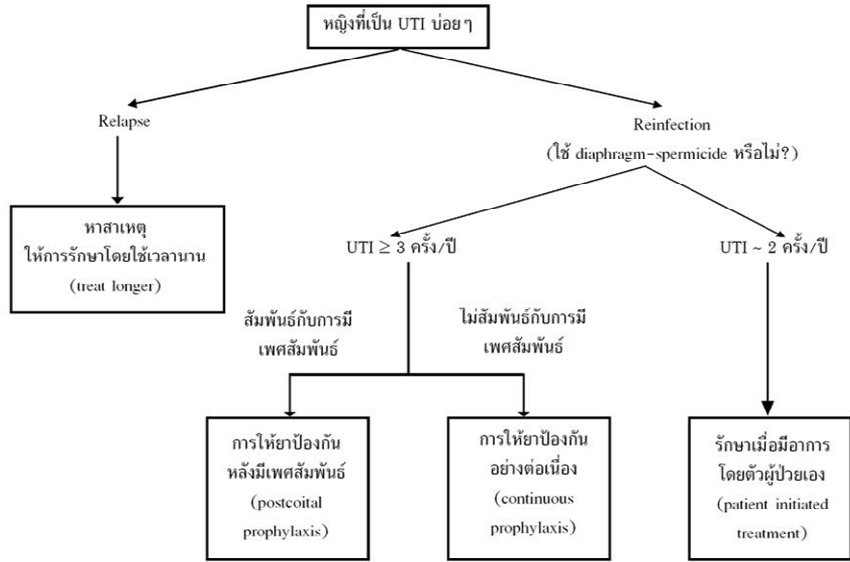 หญิงที่เป็น UTI บ่อย ๆ
Relapse
Reinfection
(ใช้ diaphragm-spermicide หรือไม่?)
หาสาเหตุ
ให้การรักษาโดยใช้เวลานาน
(treat longer)
UTI ≥ 3 ครั้ง/ปี
UTI ~ 2 ครั้ง/ปี
สัมพันธ์กับการมี
เพศสัมพันธ์
ไม่สัมพันธ์กับการมี
เพศสัมพันธ์
การให้ยาป้องกัน
หลังมีเพศสัมพันธ์
(postcoital
prophylaxis)
การให้ยาป้องกัน
อย่างต่อเนื่อง
(continuous
prophylaxis)
รักษาเมื่อมีอาการ
โดยตัวผู้ป่วยเอง
(patient initiated
treatment)